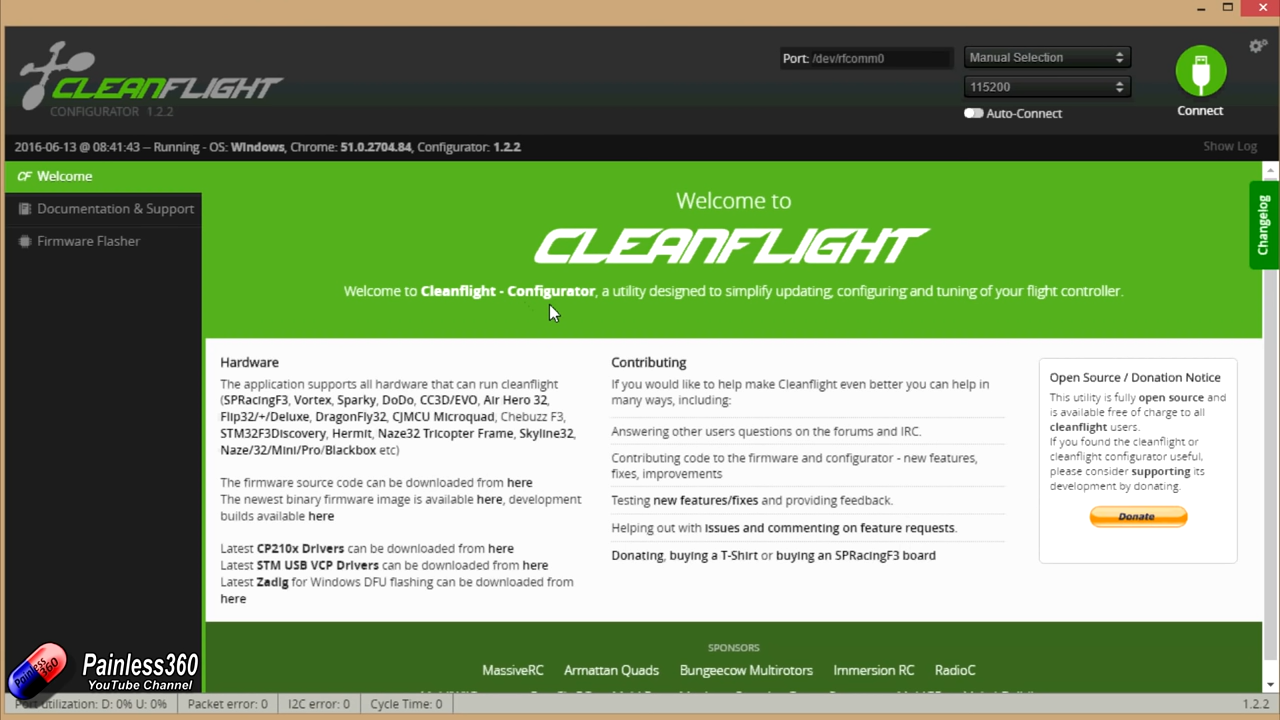 CLEANFLIGHT
CONFIGURATOR 1.2.2
Port: /dev/rfcomm0
Manual Selection
115200
Auto-Connect
Connect
2016-06-13 @ 08:41:43 -- Running - OS: Windows, Chrome: 51.0.2704.84, Configurator: 1.2.2
Show Log
CF Welcome
Documentation & Support
Firmware Flasher
Changelog
Welcome to
CLEANFLIGHT
Welcome to Cleanflight - Configurator, a utility designed to simplify updating, configuring and tuning of your flight controller.
Hardware
The application supports all hardware that can run cleanflight
(SPRacingF3, Vortex, Sparky, DoDo, CC3D/EVO, Air Hero 32,
Flip32/+/Deluxe, DragonFly32, CJMCU Microquad, Chebuzz F3,
STM32F3Discovery, Hermit, Naze32 Tricopter Frame, Skyline32,
Naze/32/Mini/Pro/Blackbox etc)
The firmware source code can be downloaded from here
The newest binary firmware image is available here, development
builds available here
Latest CP210x Drivers can be downloaded from here
Latest STM USB VCP Drivers can be downloaded from here
Latest Zadig for Windows DFU flashing can be downloaded from
here
Contributing
If you would like to help make Cleanflight even better you can help in
many ways, including:
Answering other users questions on the forums and IRC.
Contributing code to the firmware and configurator - new features,
fixes, improvements
Testing new features/fixes and providing feedback.
Helping out with issues and commenting on feature requests.
Donating, buying a T-Shirt or buying an SPRacingF3 board
Open Source / Donation Notice
This utility is fully open source and
is available free of charge to all
cleanflight users.
If you found the cleanflight or
cleanflight configurator useful,
please consider supporting its
development by donating.
Donate
SPONSORS
MassiveRC Armattan Quads Bungeecow Multirotors Immersion RC RadioC
Painless360
YouTube Channel
Painless
360
Port utilization: D: 0% U: 0%
Packet error: 0
I2C error: 0
Cycle Time: 0
1.2.2